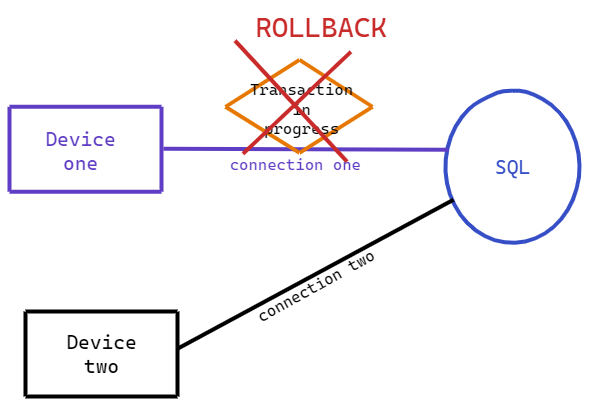 ROLLBACK
Transaction
in
progress
Device
one
connection one
SQL
connection two
Device
two